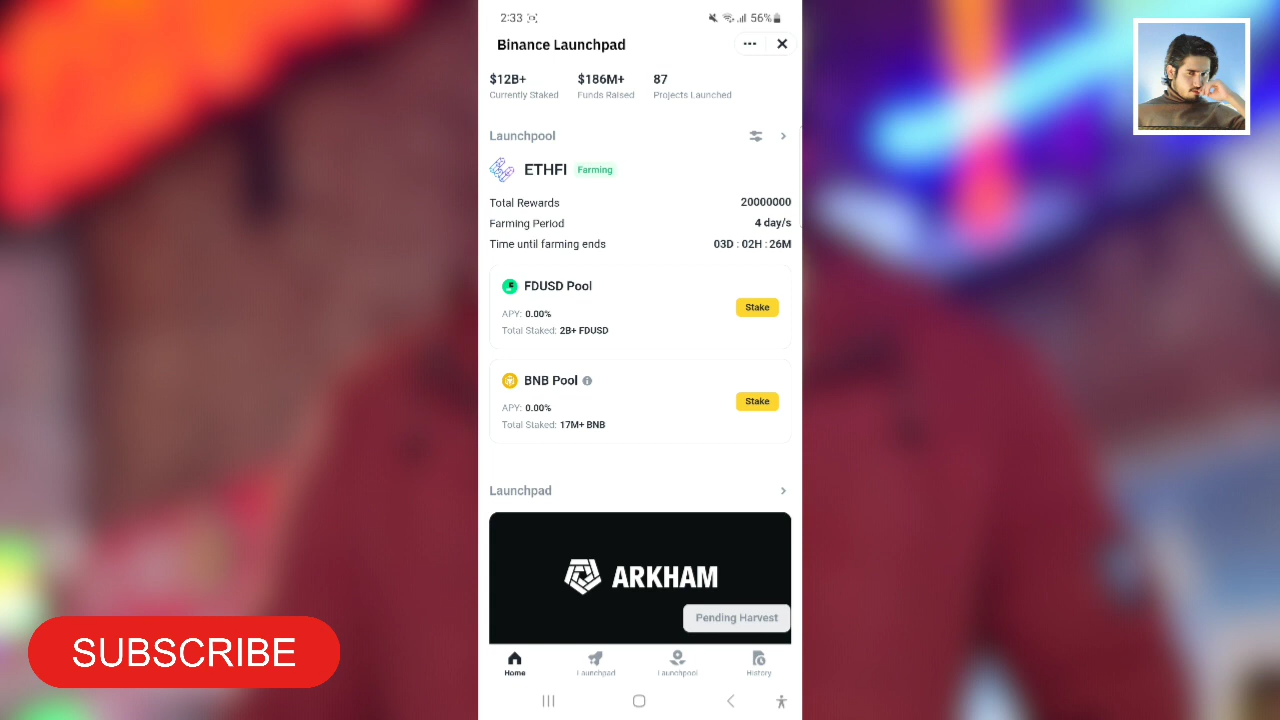 2:33
56%
Binance Launchpad
$12B+ $186M+ 87
Currently Staked Funds Raised Projects Launched
Launchpool
ETHFI Farming
Total Rewards 20000000
Farming Period 4 day/s
Time until farming ends 03D : 02H : 26M
FDUSD Pool
APY: 0.00%
Total Staked: 2B+ FDUSD
Stake
BNB Pool
APY: 0.00%
Total Staked: 17M+ BNB
Stake
Launchpad
ARKHAM
Pending Harvest
Home Launchpad Launchpool History
SUBSCRIBE